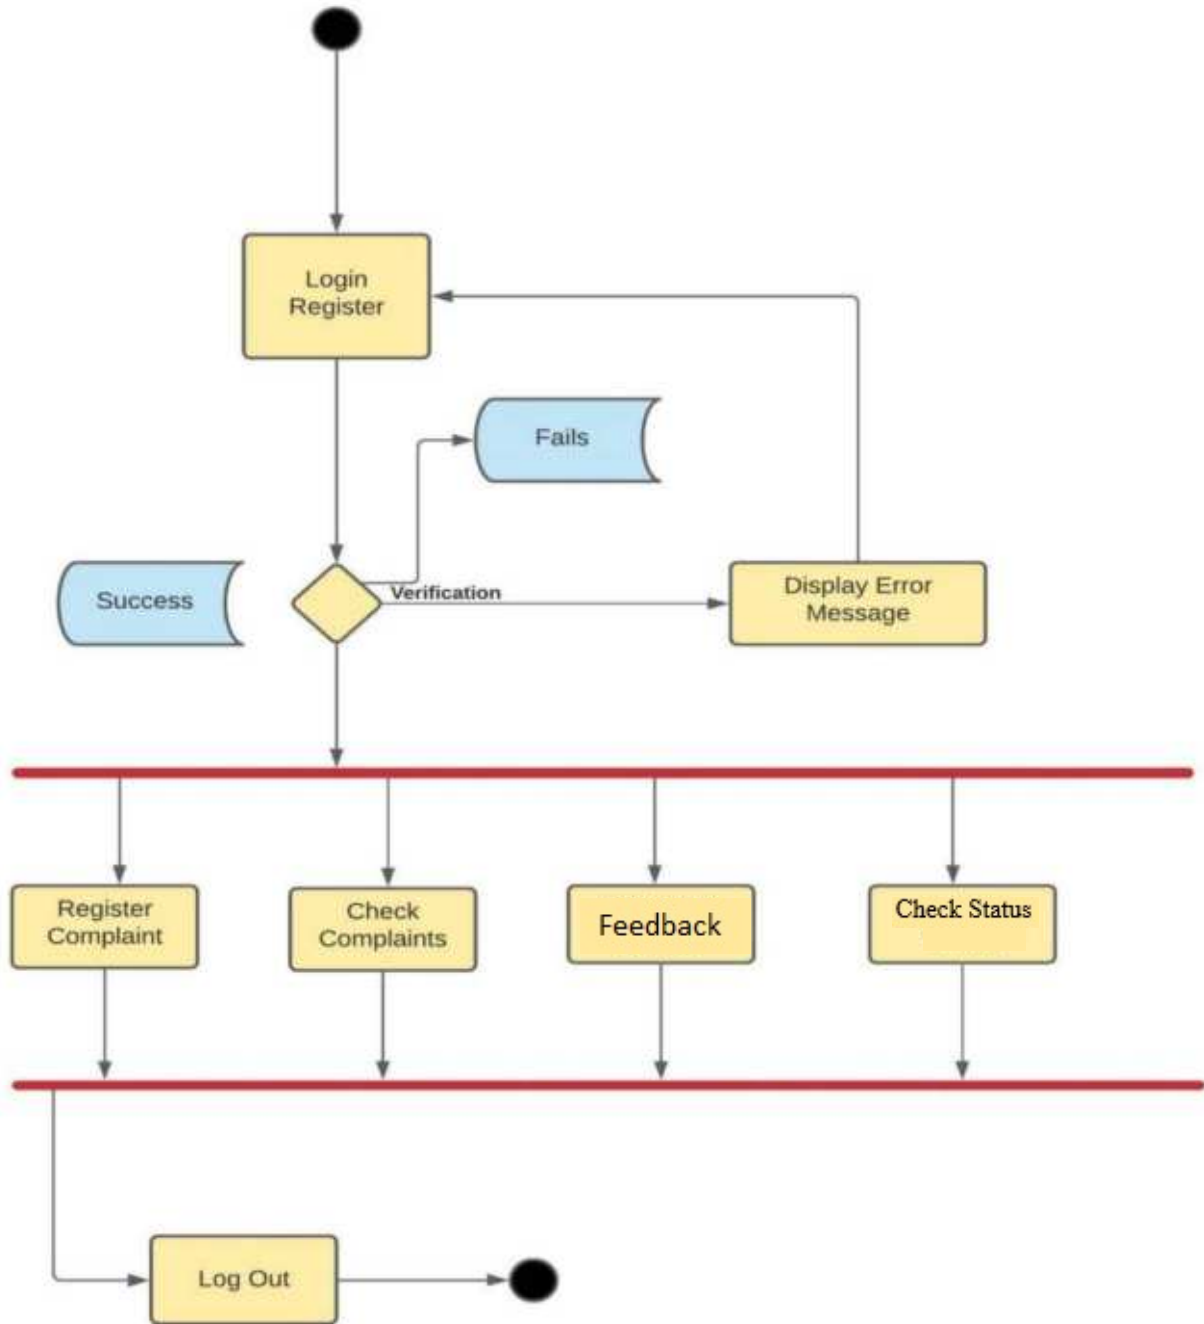 Login
Register
Fails
Success
Verification
Display Error
Message
Register
Complaint
Check
Complaints
Feedback
Check Status
Log Out